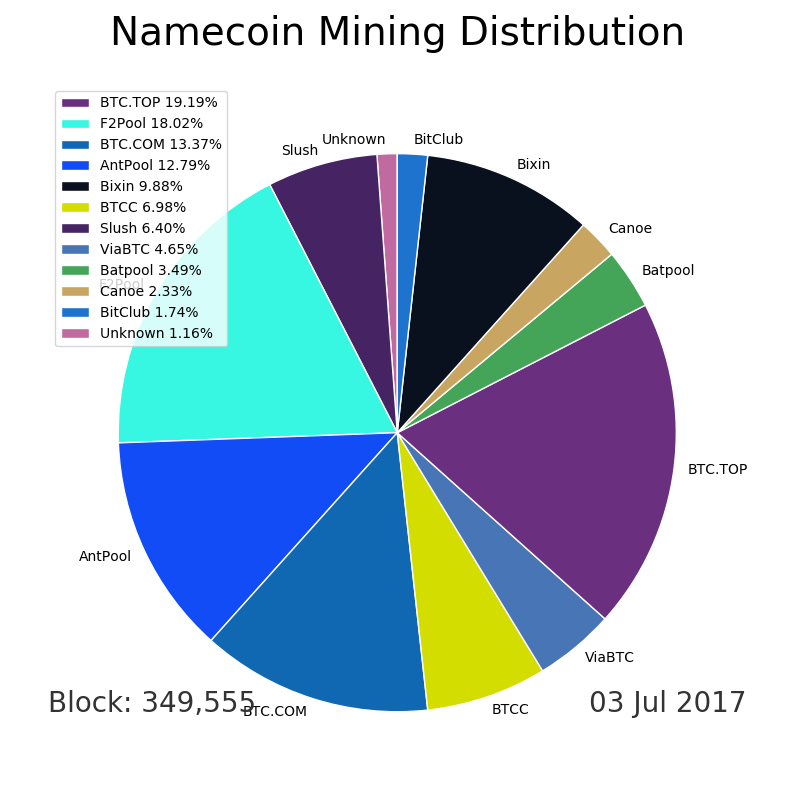 Namecoin Mining Distribution
BTC.TOP 19.19%
F2Pool 18.02%
BTC.COM 13.37%
AntPool 12.79%
Bixin 9.88%
BTCC 6.98%
Slush 6.40%
ViaBTC 4.65%
Batpool 3.49%
Canoe 2.33%
BitClub 1.74%
Unknown 1.16%
Unknown
BitClub
Slush
Bixin
Canoe
Batpool
F2Pool
BTC.TOP
AntPool
ViaBTC
BTC.COM
BTCC
Block: 349,555
03 Jul 2017